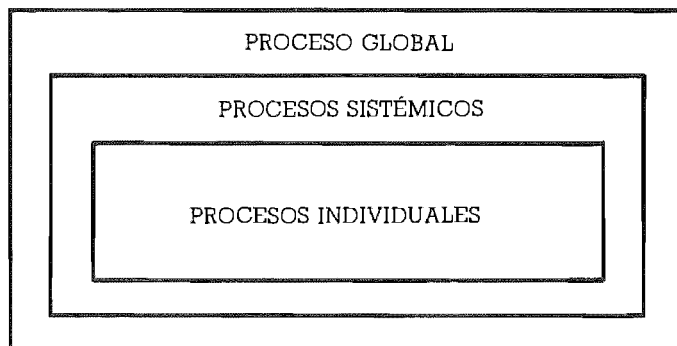 PROCESO GLOBAL
PROCESOS SISTÉMICOS
PROCESOS INDIVIDUALES